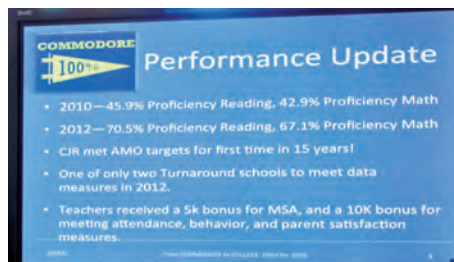 COMMODORE
100%
Performance Update
• 2010—45.9% Proficiency Reading, 42.9% Proficiency Math
• 2012—70.5% Proficiency Reading, 67.1% Proficiency Math
• CJR met AMO targets for first time in 15 years!
• One of only two Turnaround schools to meet data
measures in 2012.
• Teachers received a 5k bonus for MSA, and a 10K bonus for
meeting attendance, behavior, and parent satisfaction
measures.